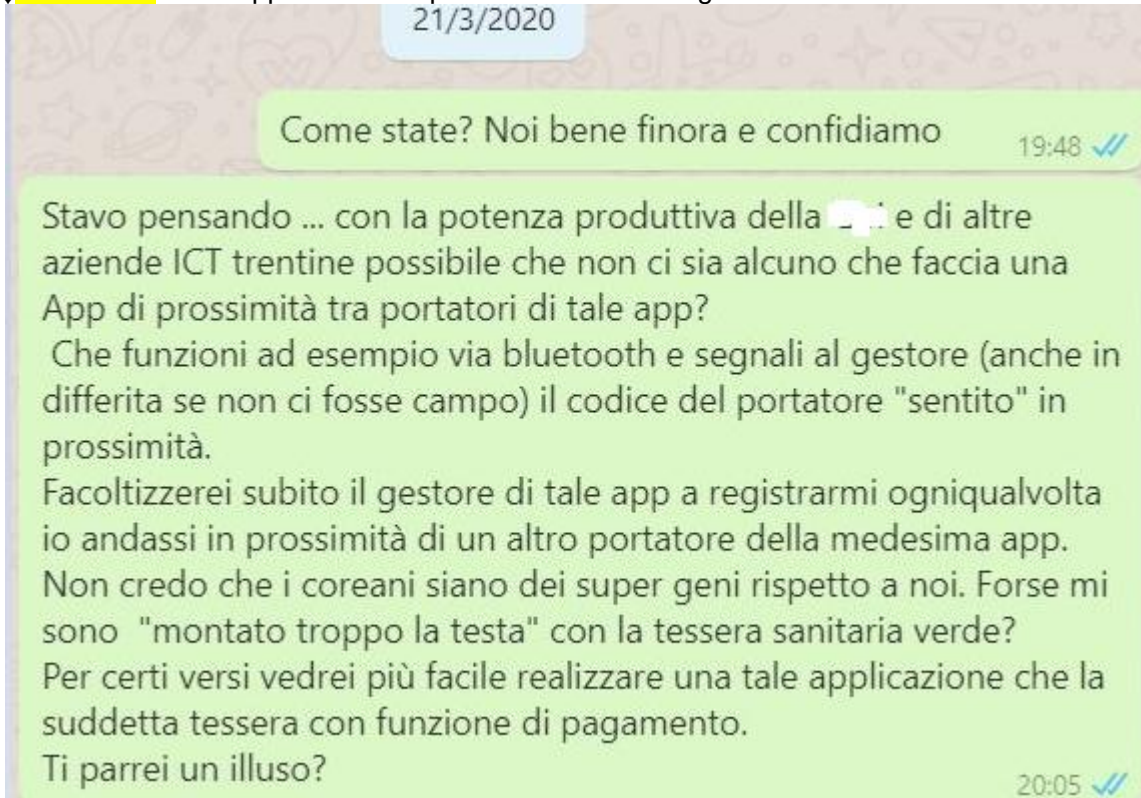 21/3/2020
Come state? Noi bene finora e confidiamo
19:48
Stavo pensando ... con la potenza produttiva della e di altre
aziende ICT trentine possibile che non ci sia alcuno che faccia una
App di prossimità tra portatori di tale app?
Che funzioni ad esempio via bluetooth e segnali al gestore (anche in
differita se non ci fosse campo) il codice del portatore "sentito" in
prossimità.
Facoltizzerei subito il gestore di tale app a registrarmi ogniqualvolta
io andassi in prossimità di un altro portatore della medesima app.
Non credo che i coreani siano dei super geni rispetto a noi. Forse mi
sono "montato troppo la testa" con la tessera sanitaria verde?
Per certi versi vedrei più facile realizzare una tale applicazione che la
suddetta tessera con funzione di pagamento.
Ti parrei un illuso?
20:05